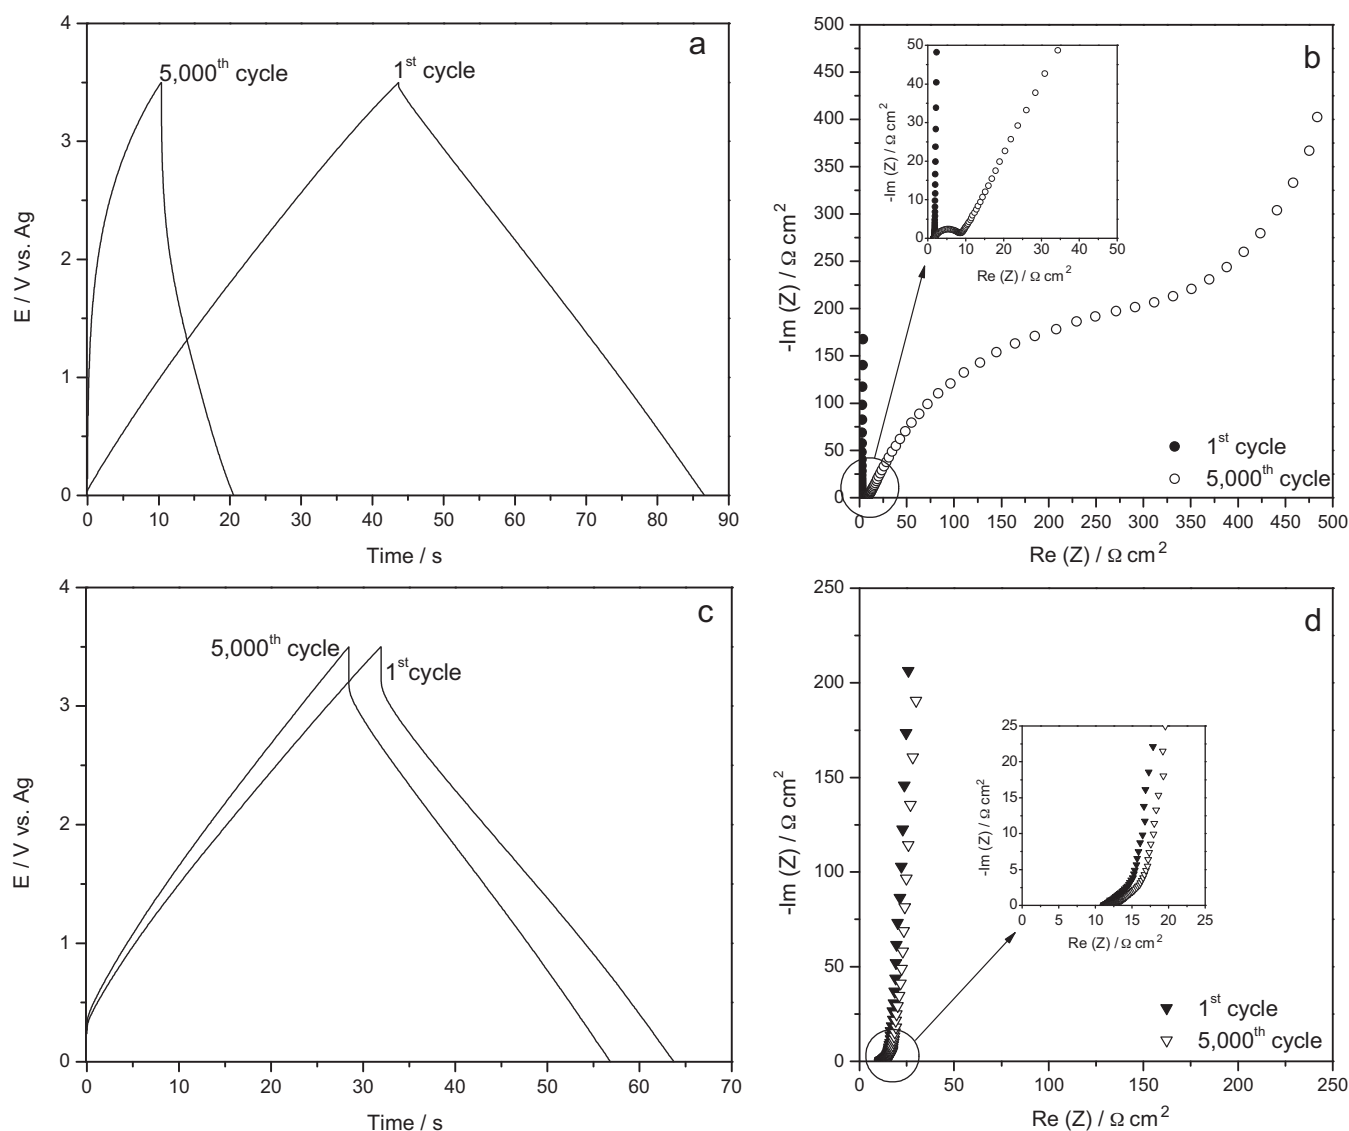 a
4
3
2
1
0
E / V vs. Ag
5,000th cycle
1st cycle
0 10 20 30 40 50 60 70 80 90
Time / s
b
500
450
400
350
300
250
200
150
100
50
0
-Im (Z) / Ω cm2
50
40
30
20
10
0
-Im (Z) / Ω cm2
0 10 20 30 40 50
Re (Z) / Ω cm2
1st cycle
5,000th cycle
0 50 100 150 200 250 300 350 400 450 500
Re (Z) / Ω cm2
c
4
3
2
1
0
E / V vs. Ag
5,000th cycle
1st cycle
0 10 20 30 40 50 60 70
Time / s
d
250
200
150
100
50
0
-Im (Z) / Ω cm2
25
20
15
10
5
0
-Im (Z) / Ω cm2
0 5 10 15 20 25
Re (Z) / Ω cm2
1st cycle
5,000th cycle
0 50 100 150 200 250
Re (Z) / Ω cm2